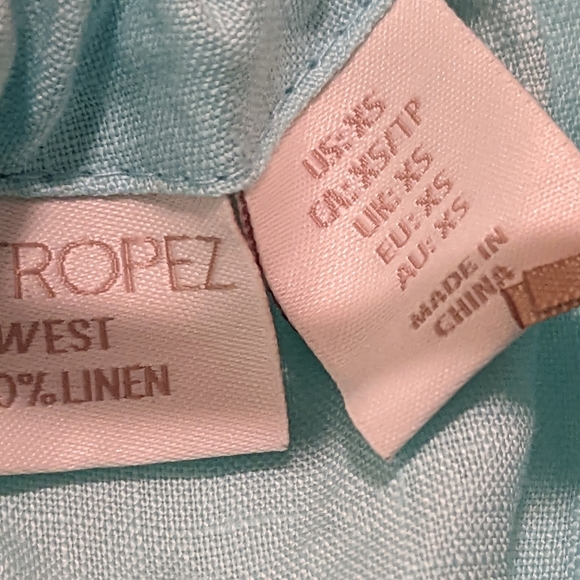 TROPEZ
WEST
0% LINEN
US: XS
CA: XS/TP
UK: XS
EU: XS
AU: XS
MADE IN
CHINA